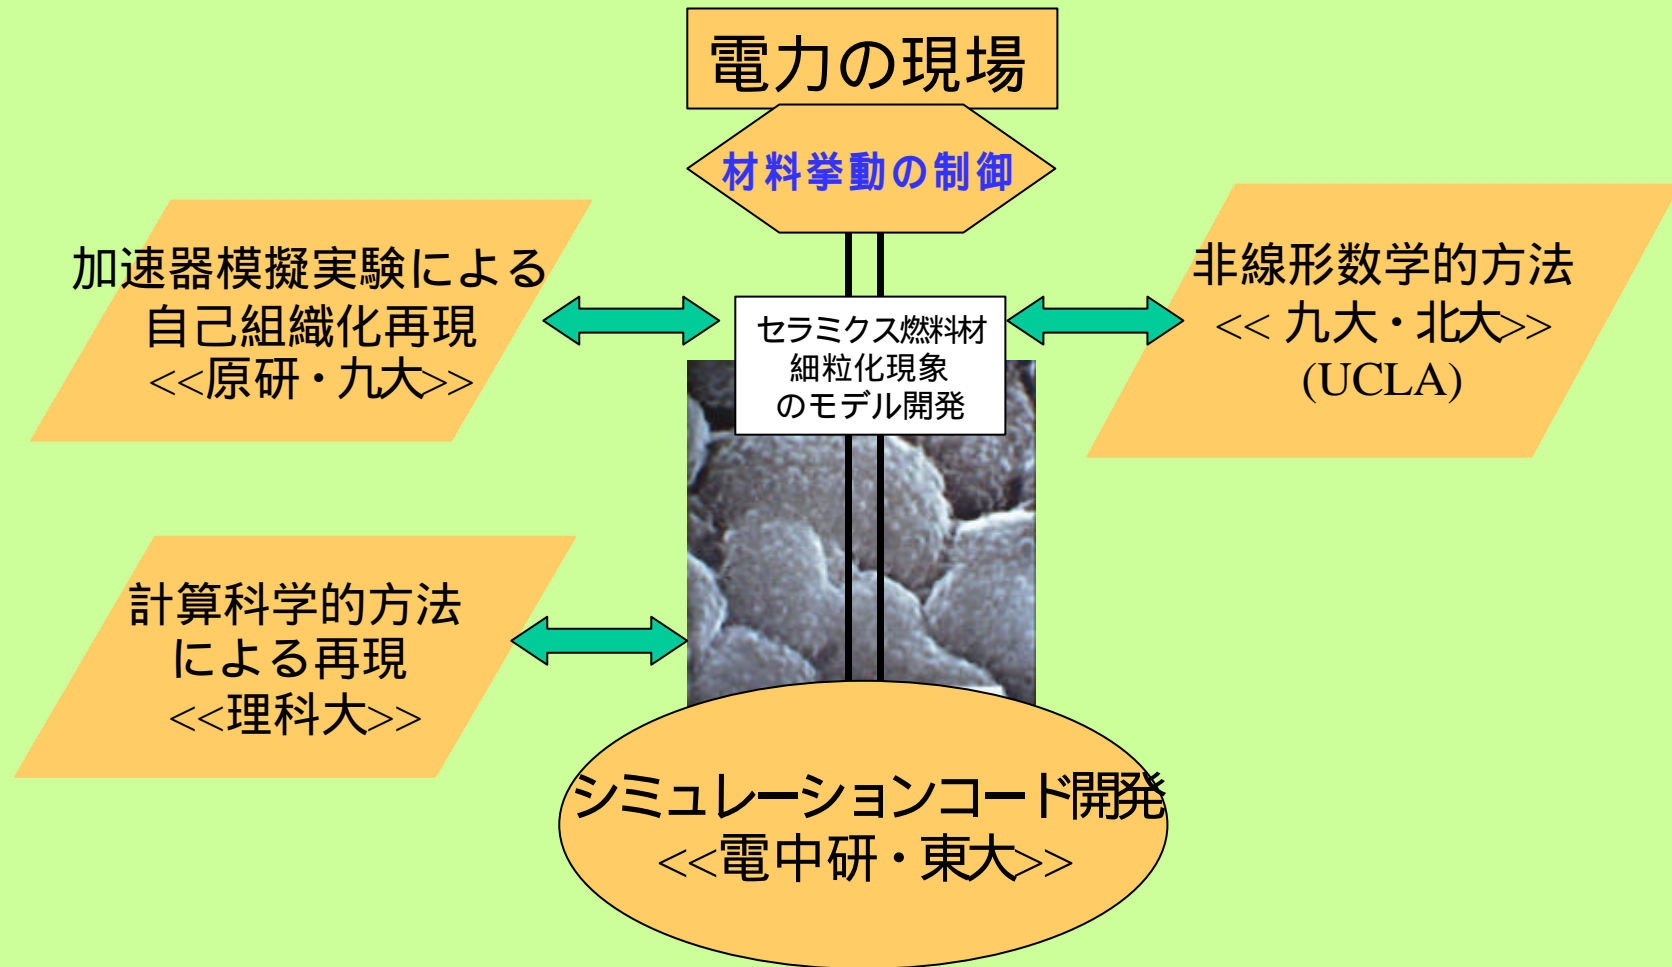 電力の現場
材料挙動の制御
加速器模擬実験による
自己組織化再現
<<原研・九大>>
セラミクス燃料材
細粒化現象
のモデル開発
非線形数学的方法
<< 九大・北大>>
(UCLA)
計算科学的方法
による再現
<<理科大>>
シミュレーションコード開発
<<電中研・東大>>